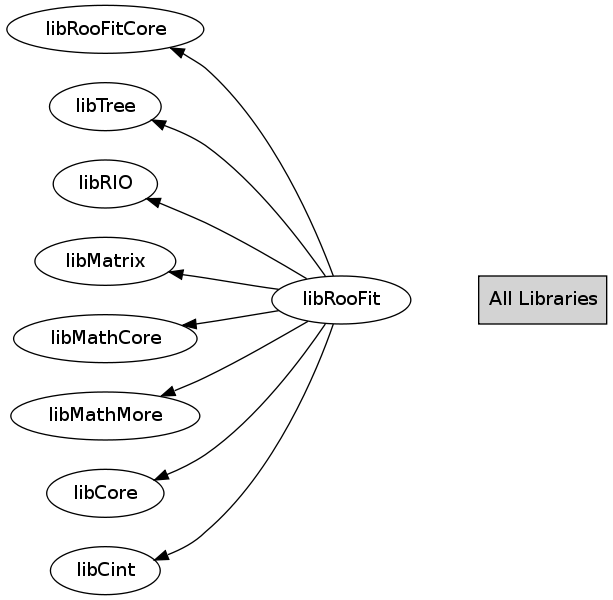 libRooFitCore
libTree
libRIO
libMatrix
libRooFit
All Libraries
libMathCore
libMathMore
libCore
libCint